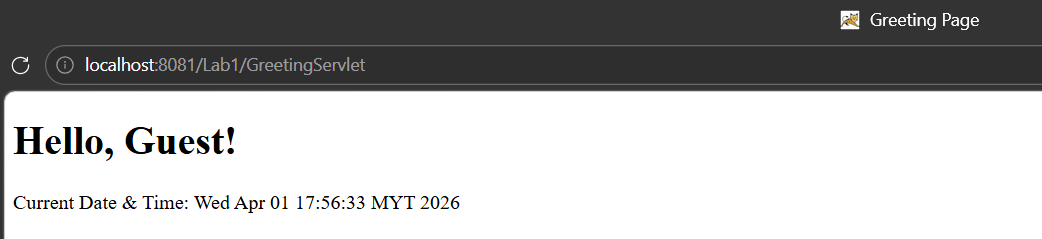 Greeting Page
localhost:8081/Lab1/GreetingServlet
Hello, Guest!
Current Date & Time: Wed Apr 01 17:56:33 MYT 2026